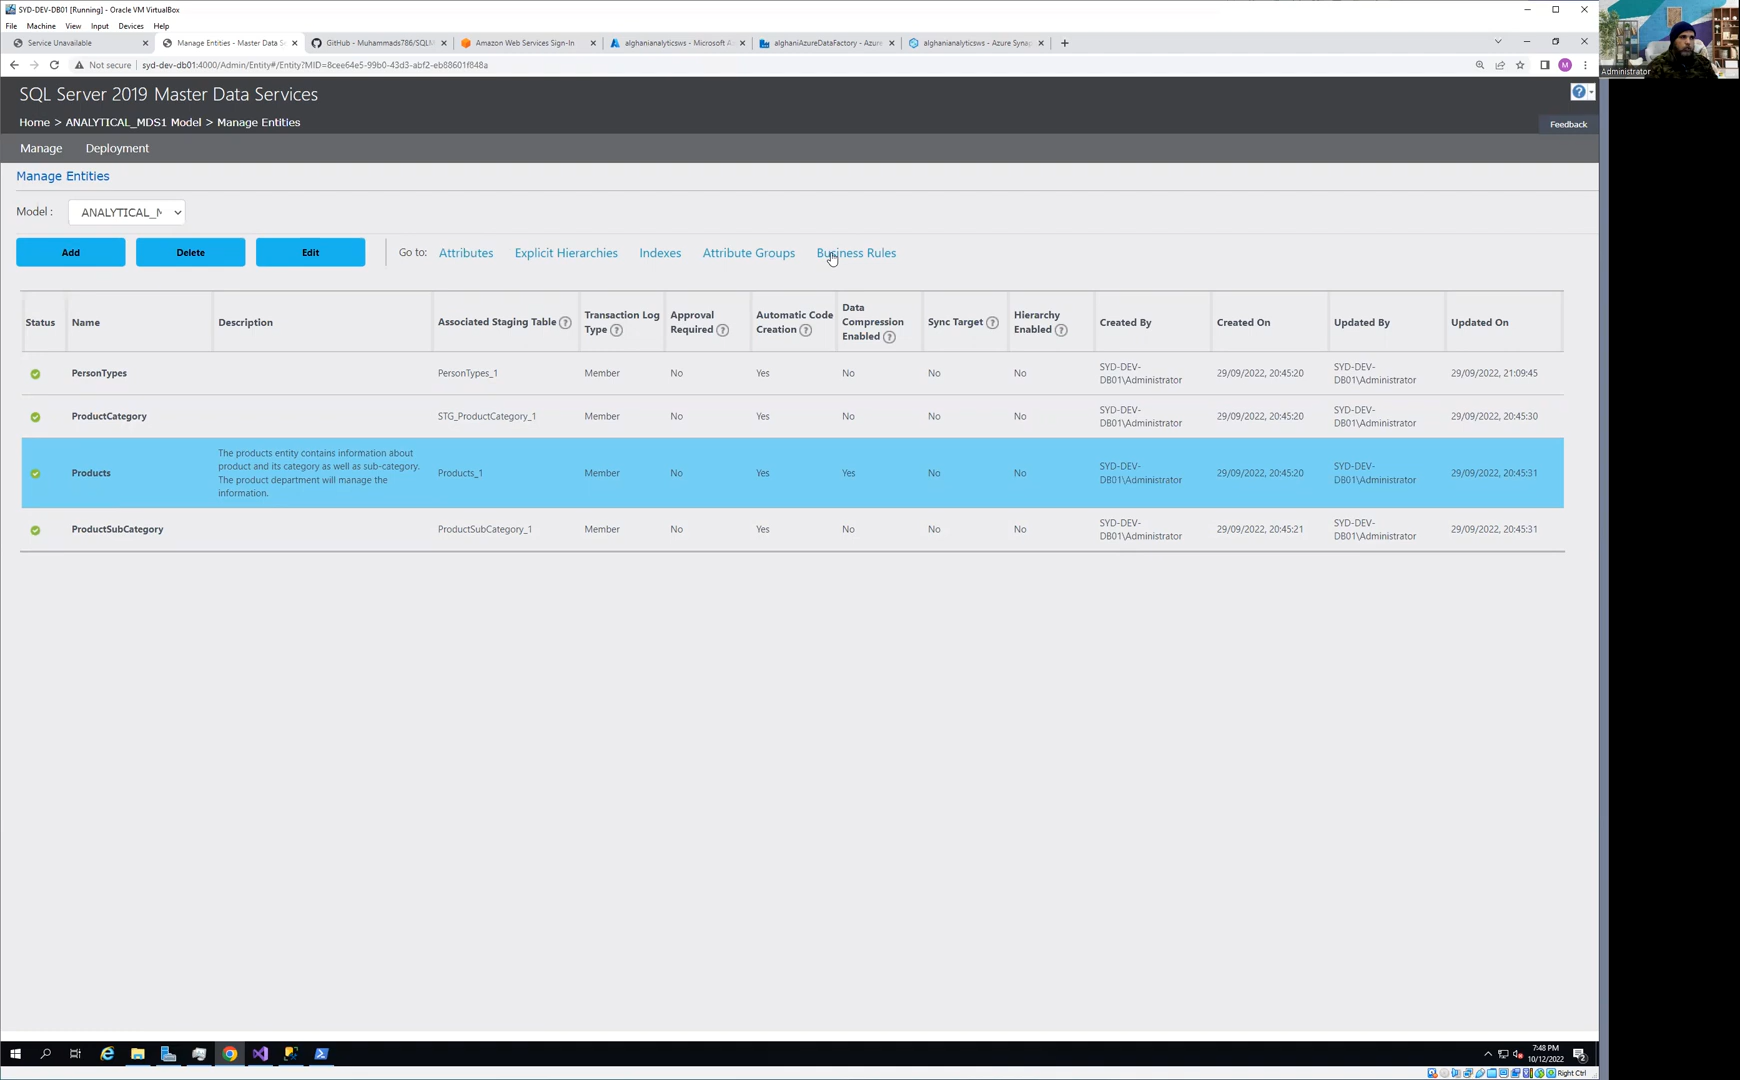 SYD-DEV-DB01 [Running] - Oracle VM VirtualBox
File Machine View Input Devices Help
Service Unavailable
Manage Entities - Master Data S
GitHub - Muhammads786/SQLM
Amazon Web Services Sign-In
alghanianalyticsws - Microsoft A
alghaniAzureDataFactory - Azure
alghanianalyticsws - Azure Synap
Not secure syd-dev-db01:4000/Admin/Entity#/Entity?MID=8cee64e5-99b0-43d3-abf2-eb88601f848a
M
Administrator
SQL Server 2019 Master Data Services
Home > ANALYTICAL_MDS1 Model > Manage Entities
Feedback
Manage Deployment
Manage Entities
Model : ANALYTICAL_M
Add Delete Edit Go to: Attributes Explicit Hierarchies Indexes Attribute Groups Business Rules
Status Name Description Associated Staging Table ? Transaction Log Type ? Approval Required ? Automatic Code Creation ? Data Compression Enabled ? Sync Target ? Hierarchy Enabled ? Created By Created On Updated By Updated On
PersonTypes PersonTypes_1 Member No Yes No No No SYD-DEV-DB01\Administrator 29/09/2022, 20:45:20 SYD-DEV-DB01\Administrator 29/09/2022, 21:09:45
ProductCategory STG_ProductCategory_1 Member No Yes No No No SYD-DEV-DB01\Administrator 29/09/2022, 20:45:20 SYD-DEV-DB01\Administrator 29/09/2022, 20:45:30
Products The products entity contains information about product and its category as well as sub-category. The product department will manage the information. Products_1 Member No Yes Yes No No SYD-DEV-DB01\Administrator 29/09/2022, 20:45:20 SYD-DEV-DB01\Administrator 29/09/2022, 20:45:31
ProductSubCategory ProductSubCategory_1 Member No Yes No No No SYD-DEV-DB01\Administrator 29/09/2022, 20:45:21 SYD-DEV-DB01\Administrator 29/09/2022, 20:45:31
7:48 PM
10/12/2022
2
Right Ctrl